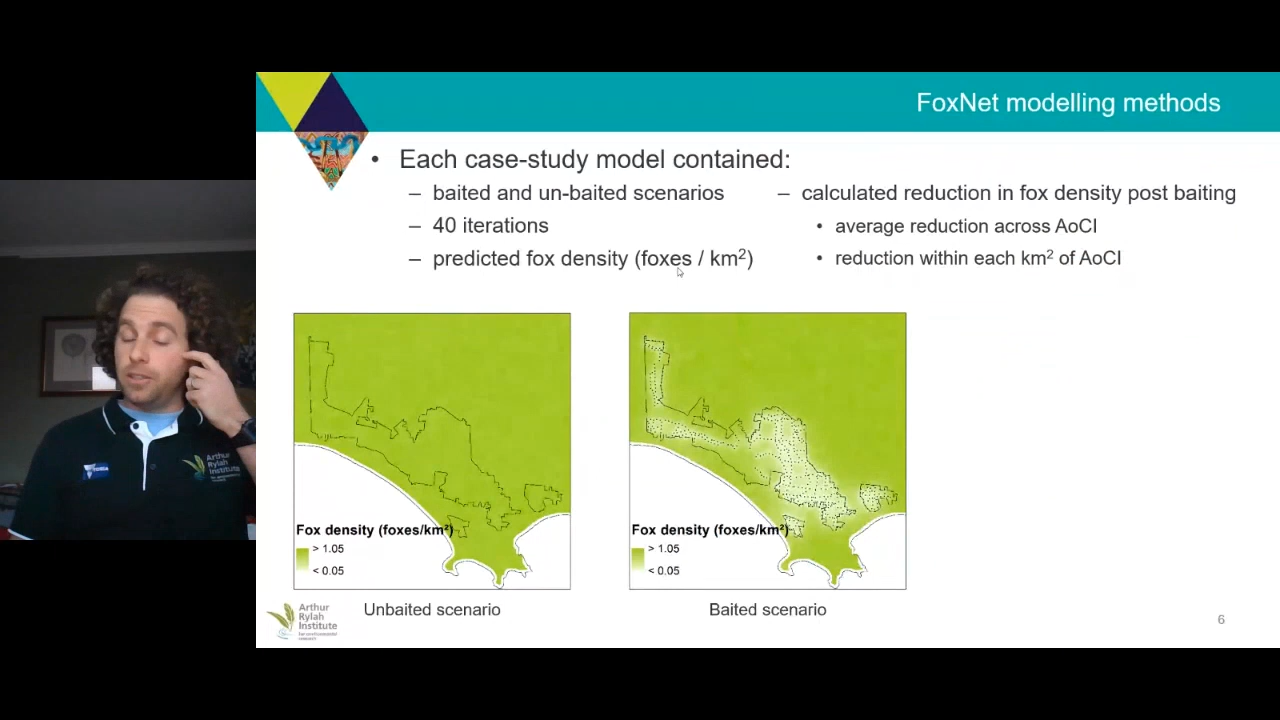 FoxNet modelling methods
• Each case-study model contained:
– baited and un-baited scenarios
– 40 iterations
– predicted fox density (foxes / km²)
– calculated reduction in fox density post baiting
• average reduction across AoCI
• reduction within each km² of AoCI
Fox density (foxes/km²)
> 1.05
< 0.05
Unbaited scenario
Fox density (foxes/km²)
> 1.05
< 0.05
Baited scenario
Arthur
Rylah
Institute
6
Arthur
Rylah
Institute